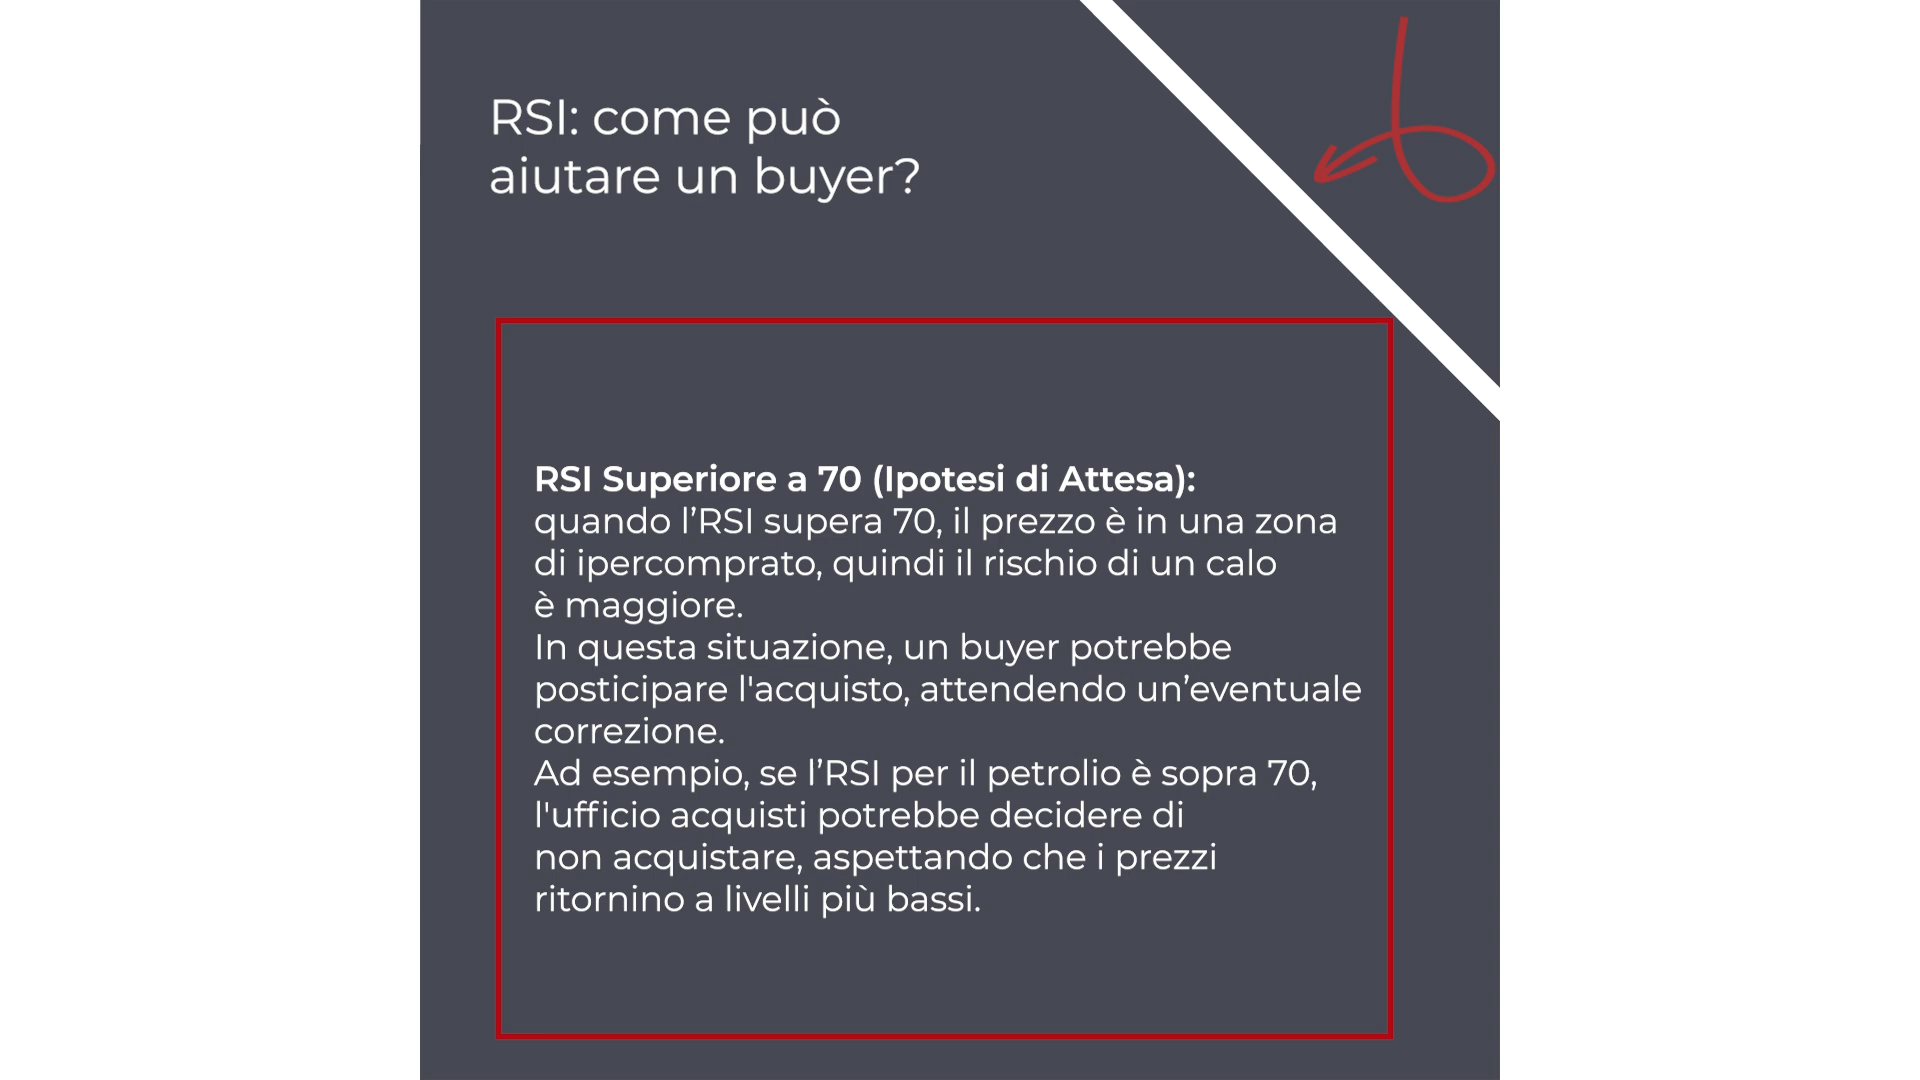 RSI: come può
aiutare un buyer?
RSI Superiore a 70 (Ipotesi di Attesa):
quando l’RSI supera 70, il prezzo è in una zona
di ipercomprato, quindi il rischio di un calo
è maggiore.
In questa situazione, un buyer potrebbe
posticipare l'acquisto, attendendo un’eventuale
correzione.
Ad esempio, se l’RSI per il petrolio è sopra 70,
l'ufficio acquisti potrebbe decidere di
non acquistare, aspettando che i prezzi
ritornino a livelli più bassi.